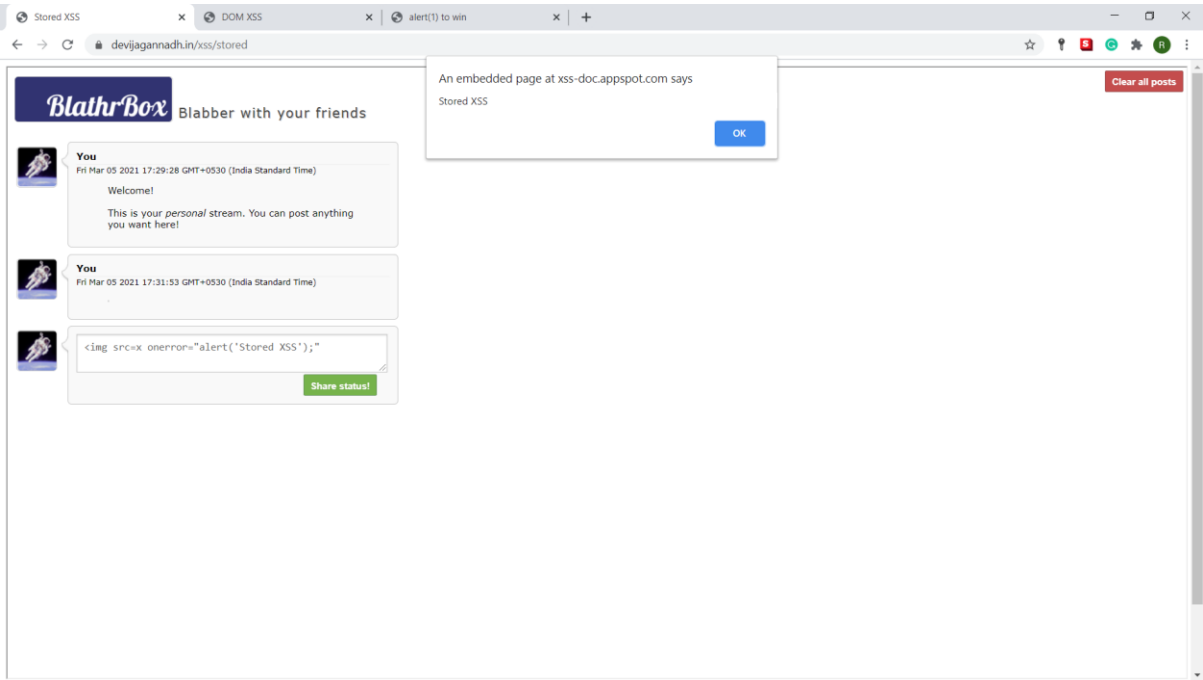 Stored XSS
DOM XSS
alert(1) to win
devijagannadh.in/xss/stored
An embedded page at xss-doc.appspot.com says
Stored XSS
OK
Clear all posts
BlathrBox Blabber with your friends
You
Fri Mar 05 2021 17:29:28 GMT+0530 (India Standard Time)
Welcome!
This is your personal stream. You can post anything
you want here!
You
Fri Mar 05 2021 17:31:53 GMT+0530 (India Standard Time)
<img src=x onerror="alert('Stored XSS');"
Share status!
S
G
R